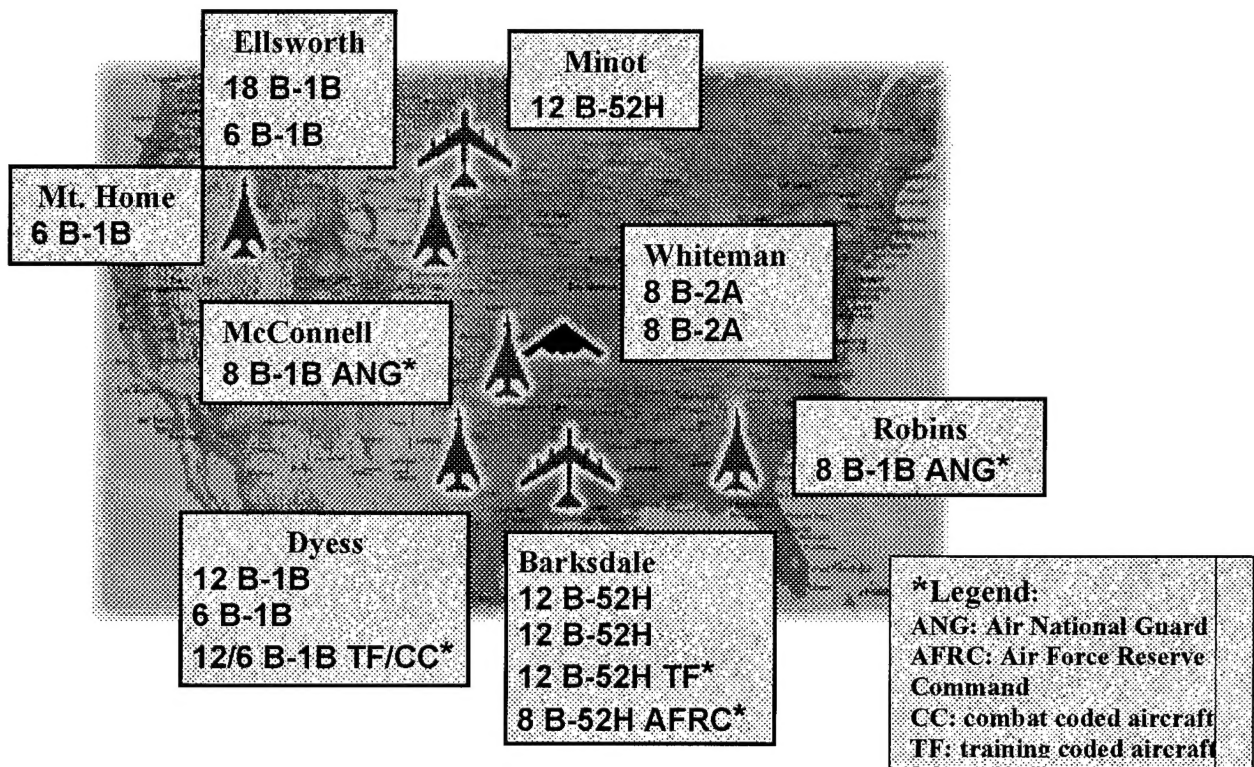 Ellsworth
18 B-1B
6 B-1B
Minot
12 B-52H
Mt. Home
6 B-1B
Whiteman
8 B-2A
8 B-2A
McConnell
8 B-1B ANG*
Robins
8 B-1B ANG*
Dyess
12 B-1B
6 B-1B
12/6 B-1B TF/CC*
Barksdale
12 B-52H
12 B-52H
12 B-52H TF*
8 B-52H AFRC*
*Legend:
ANG: Air National Guard
AFRC: Air Force Reserve
Command
CC: combat coded aircraft
TF: training coded aircraft